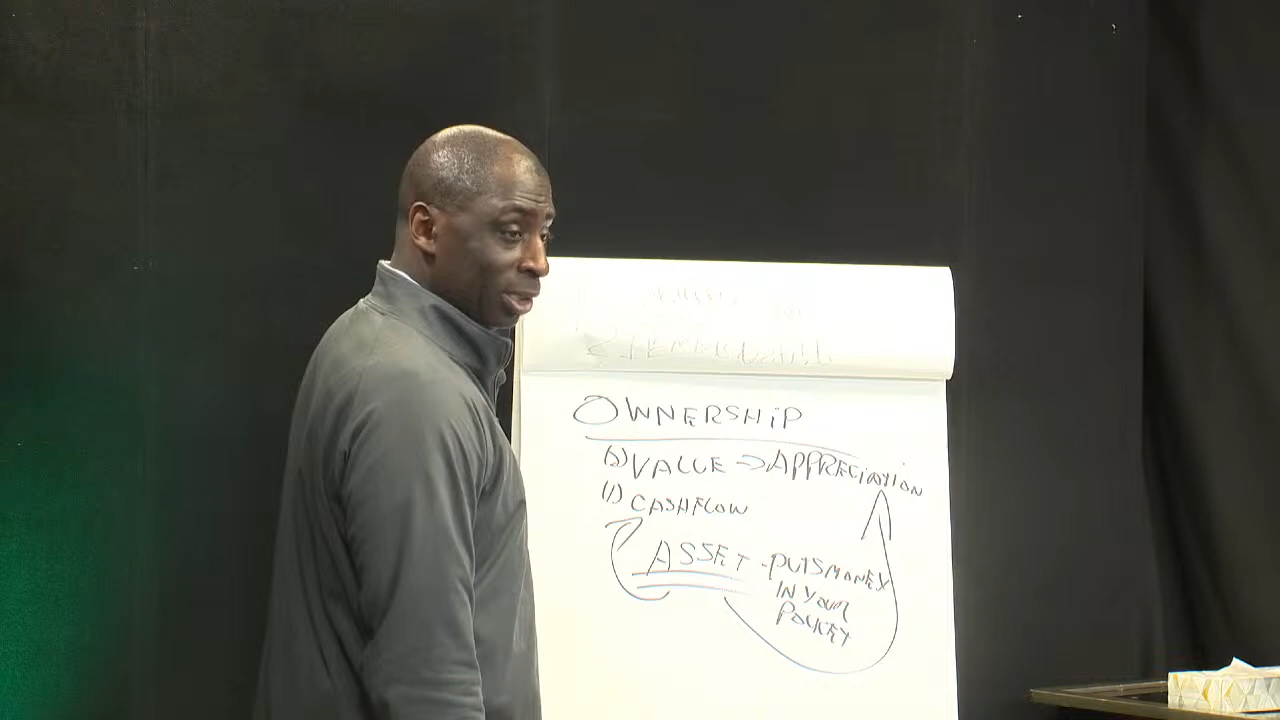 OWNERSHIP
(2) VALUE → APPRECIATION
(1) CASHFLOW
ASSET - PUTS MONEY
IN YOUR
POCKET